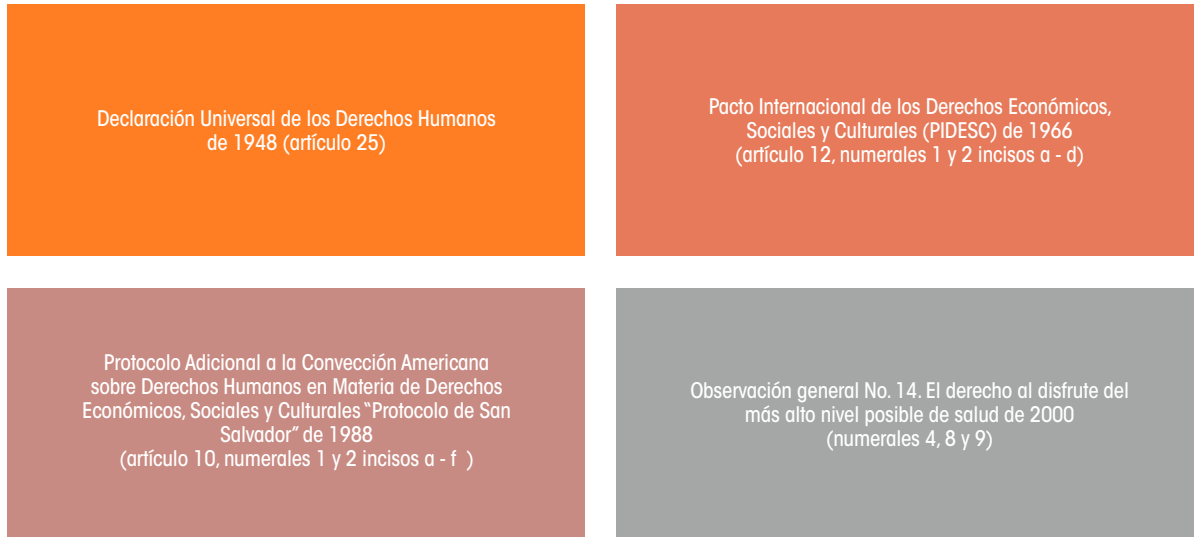 Declaración Universal de los Derechos Humanos
de 1948 (artículo 25)
Pacto Internacional de los Derechos Económicos,
Sociales y Culturales (PIDESC) de 1966
(artículo 12, numerales 1 y 2 incisos a - d)
Protocolo Adicional a la Convección Americana
sobre Derechos Humanos en Materia de Derechos
Económicos, Sociales y Culturales “Protocolo de San
Salvador” de 1988
(artículo 10, numerales 1 y 2 incisos a - f )
Observación general No. 14. El derecho al disfrute del
más alto nivel posible de salud de 2000
(numerales 4, 8 y 9)